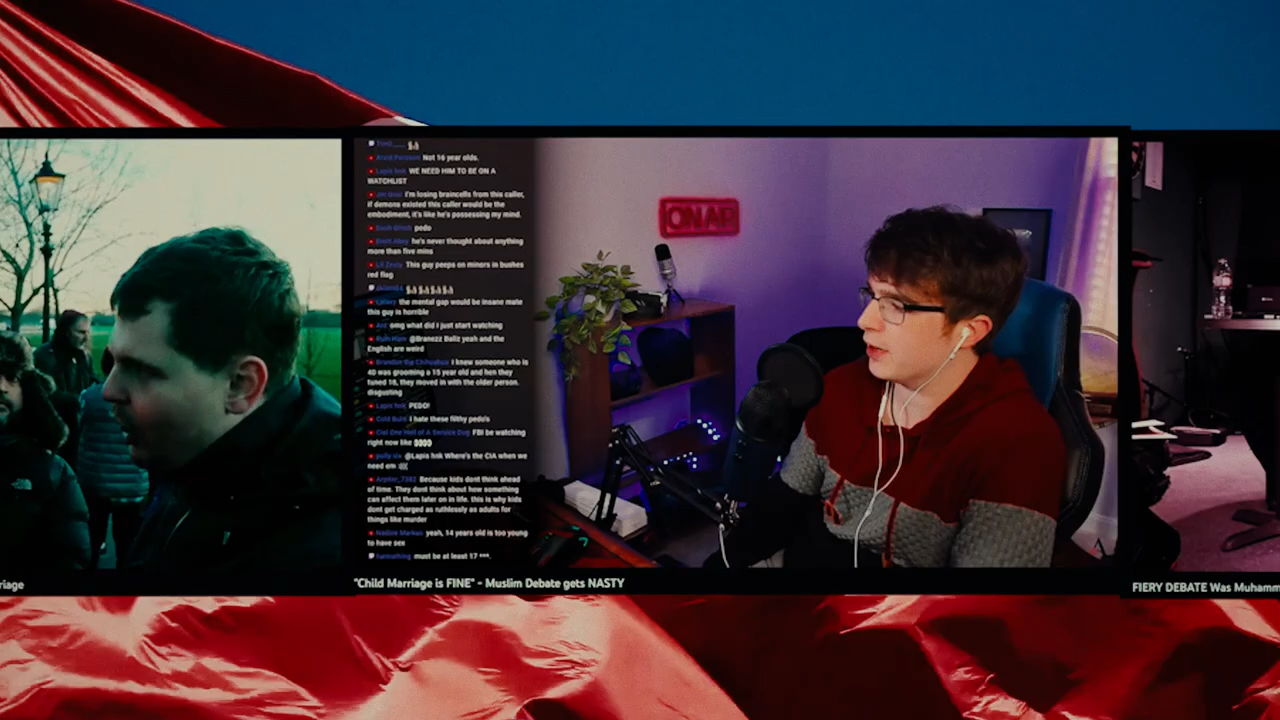 Not 16 year olds.
Lapis hnk WE NEED HIM TO BE ON A
WATCHLIST
I'm losing braincells from this caller,
if demons existed this caller would be the
embodiment, it's like he's possessing my mind.
pedo
he's never thought about anything
more than five mins
This guy peeps on minors in bushes
red flag
the mental gap would be insane mate
this guy is horrible
omg what did I just start watching
@Branezz Ballz yeah and the
English are weird
I knew someone who is
40 was grooming a 15 year old and hen they
tuned 18, they moved in with the older person.
disgusting
Lapis hnk PEDO!
I hate these filthy pedo's
FBI be watching
right now like
@Lapis hnk Where's the CIA when we
need em
Because kids dont think ahead
of time. They dont think about how something
can affect them later on in life. this is why kids
dont get charged as ruthlessly as adults for
things like murder
yeah, 14 years old is too young
to have sex
must be at least 17 ***.
ON AIR
riage
"Child Marriage is FINE" - Muslim Debate gets NASTY
FIERY DEBATE Was Muhamm